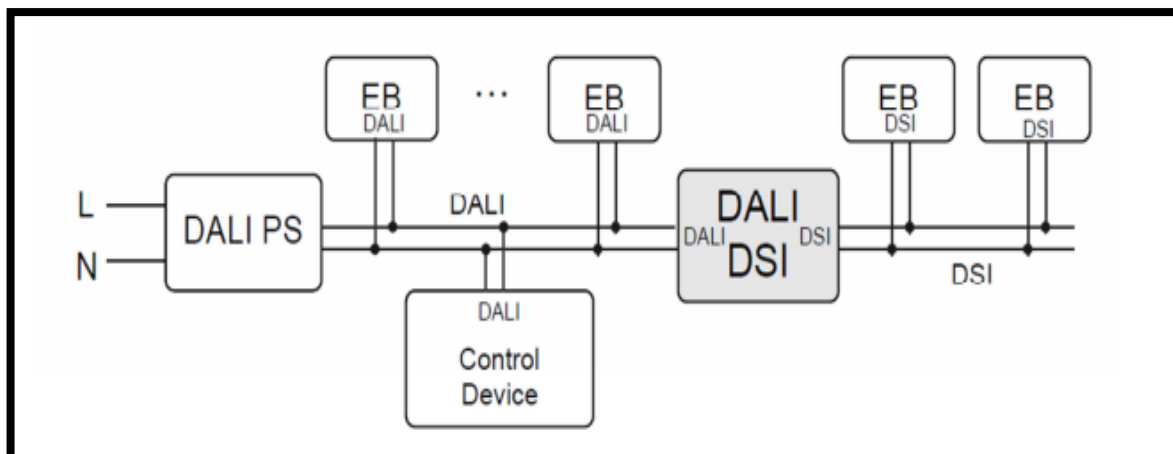 EB
DALI
...
EB
DALI
EB
DSI
EB
DSI
L
N
DALI PS
DALI
DALI
DSI
DALI
DSI
DSI
DALI
Control
Device